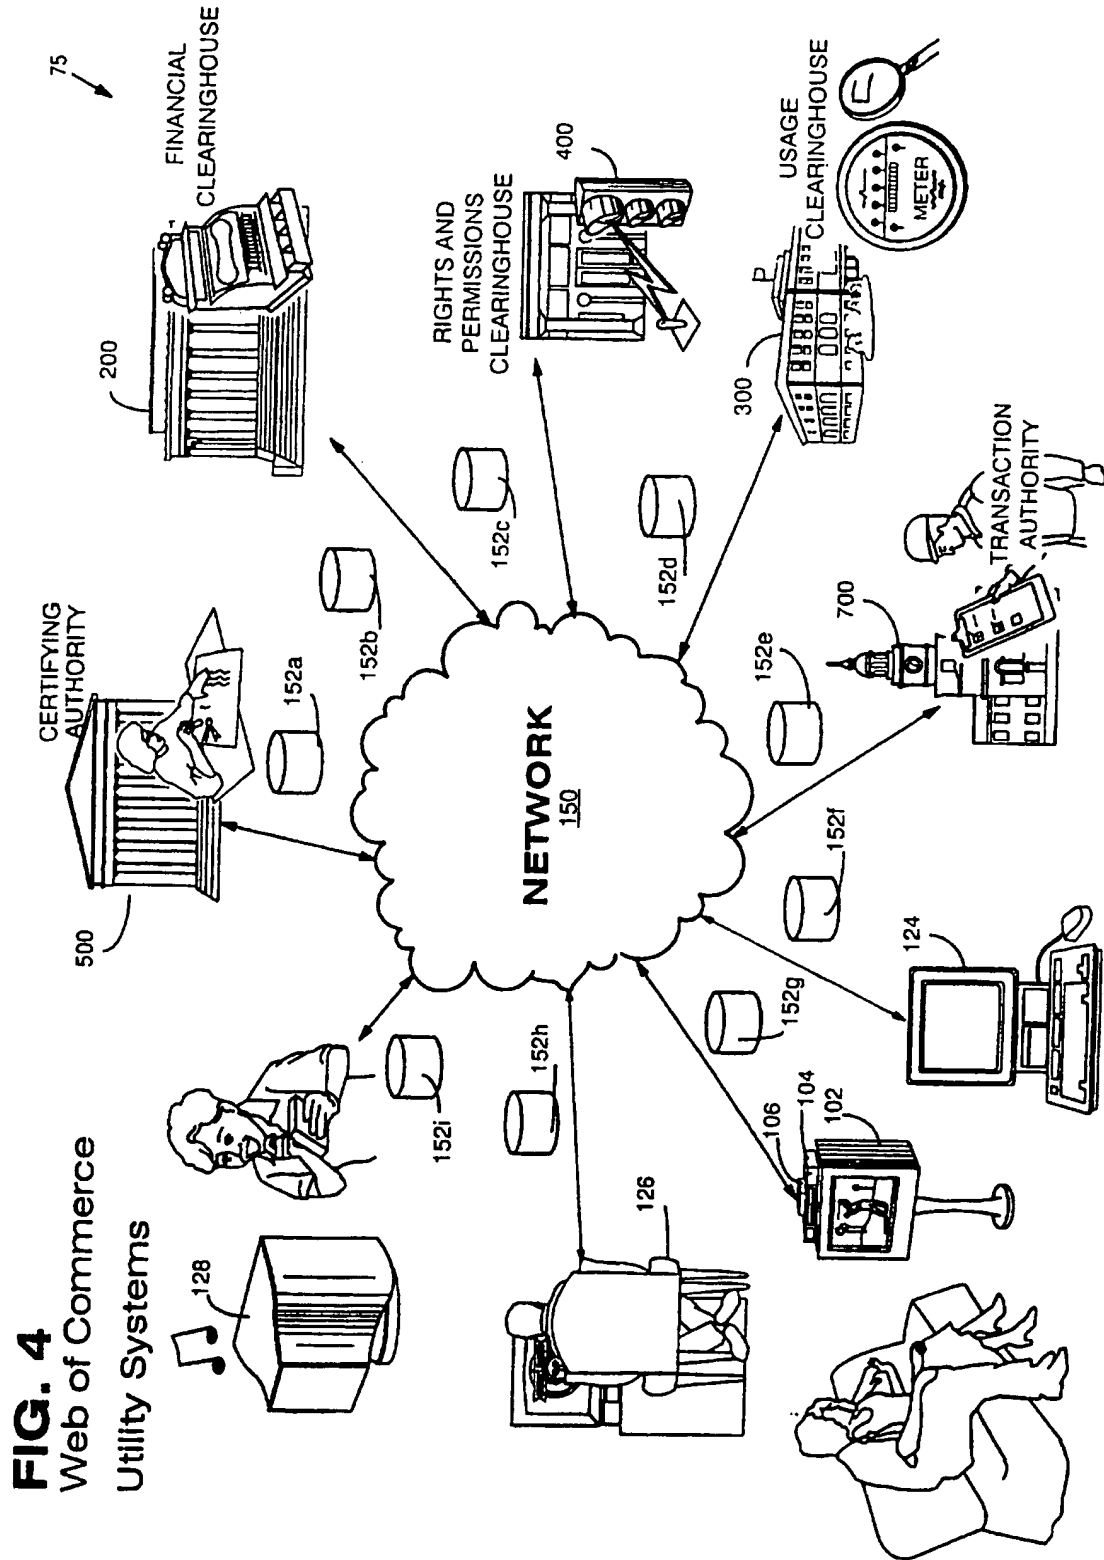 FIG. 4
Web of Commerce
Utility Systems
75
128
500
CERTIFYING
AUTHORITY
200
FINANCIAL
CLEARINGHOUSE
152i
152a
152b
152c
RIGHTS AND
PERMISSIONS
CLEARINGHOUSE
400
126
152h
NETWORK
150
152d
106
104
102
152g
152f
152e
300
USAGE
CLEARINGHOUSE
METER
124
700
TRANSACTION
AUTHORITY